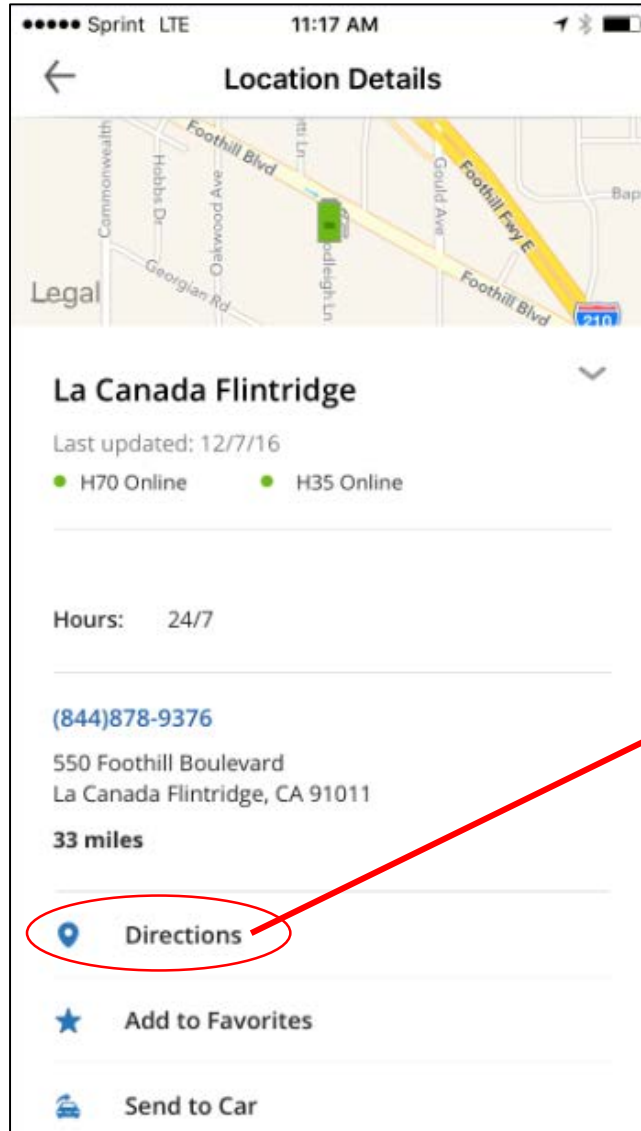 Sprint LTE 11:17 AM
Location Details
Commonwealth
Hobbs Dr
Oakwood Ave
Foothill Blvd
Gould Ave
Foothill Fwy E
Georgian Rd
Foothill Blvd
210
Legal
La Canada Flintridge
Last updated: 12/7/16
H70 Online H35 Online
Hours: 24/7
(844)878-9376
550 Foothill Boulevard
La Canada Flintridge, CA 91011
33 miles
Directions
Add to Favorites
Send to Car